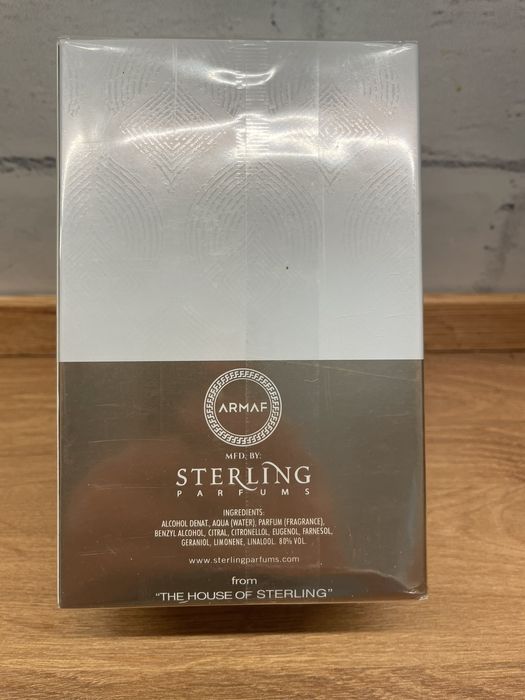 ARMAF
MFD. BY:
STERLING
PARFUMS
INGREDIENTS:
ALCOHOL DENAT, AQUA (WATER), PARFUM (FRAGRANCE),
BENZYL ALCOHOL, CITRAL, CITRONELLOL, EUGENOL, FARNESOL,
GERANIOL, LIMONENE, LINALOOL. 80% VOL.
www.sterlingparfums.com
from
"THE HOUSE OF STERLING"